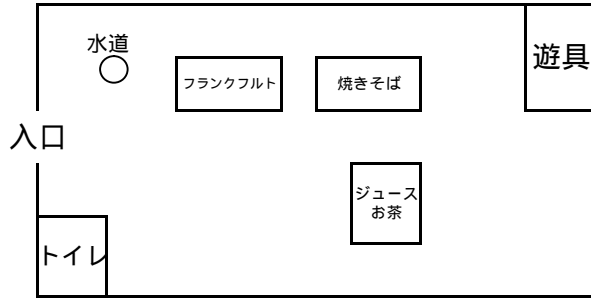 水道
フランクフルト
焼きそば
遊具
入口
ジュース
お茶
トイレ